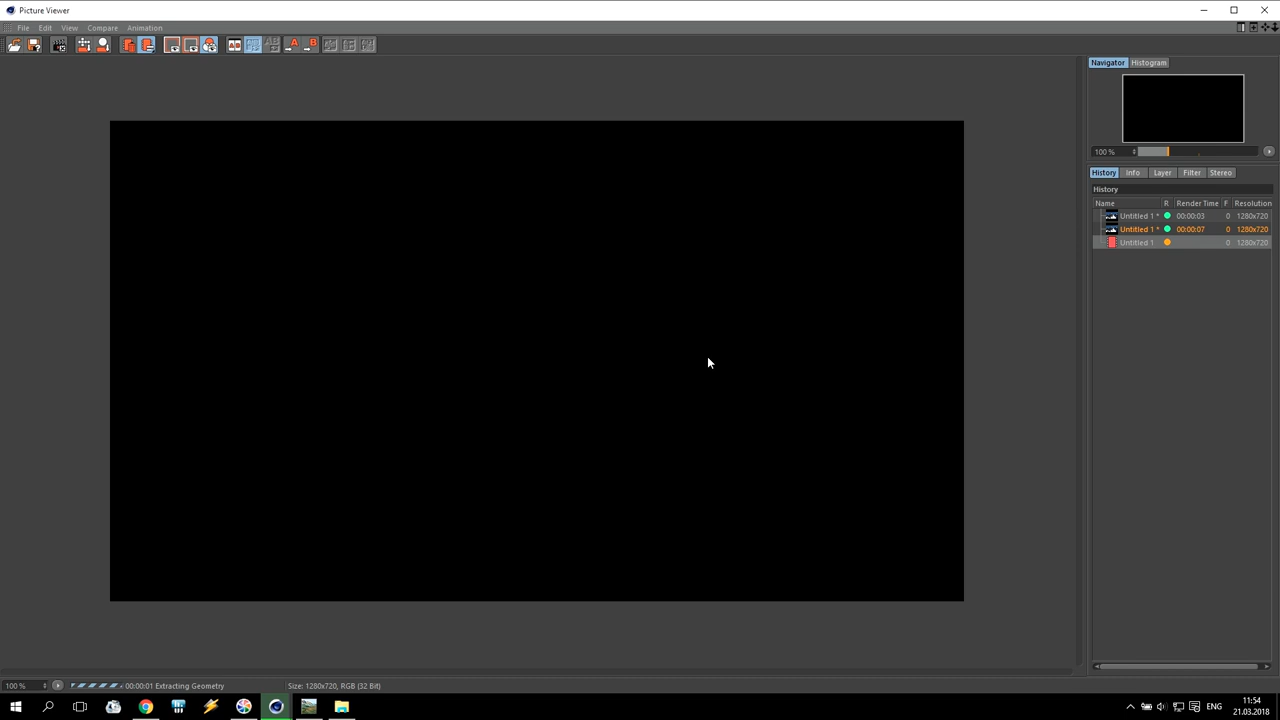 Picture Viewer
File Edit View Compare Animation
Navigator Histogram
100 %
History Info Layer Filter Stereo
History
Name R Render Time F Resolution
Untitled 1 * 00:00:03 0 1280x720
Untitled 1 * 00:00:07 0 1280x720
Untitled 1 0 1280x720
100 % 00:00:01 Extracting Geometry Size: 1280x720, RGB (32 Bit)
ENG 11:54
21.03.2018